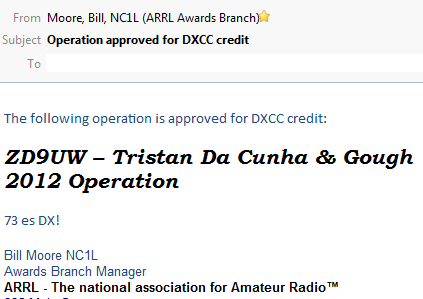 From Moore, Bill, NC1L (ARRL Awards Branch)
Subject Operation approved for DXCC credit
To
The following operation is approved for DXCC credit:
ZD9UW – Tristan Da Cunha & Gough
2012 Operation
73 es DX!
Bill Moore NC1L
Awards Branch Manager
ARRL - The national association for Amateur Radio™